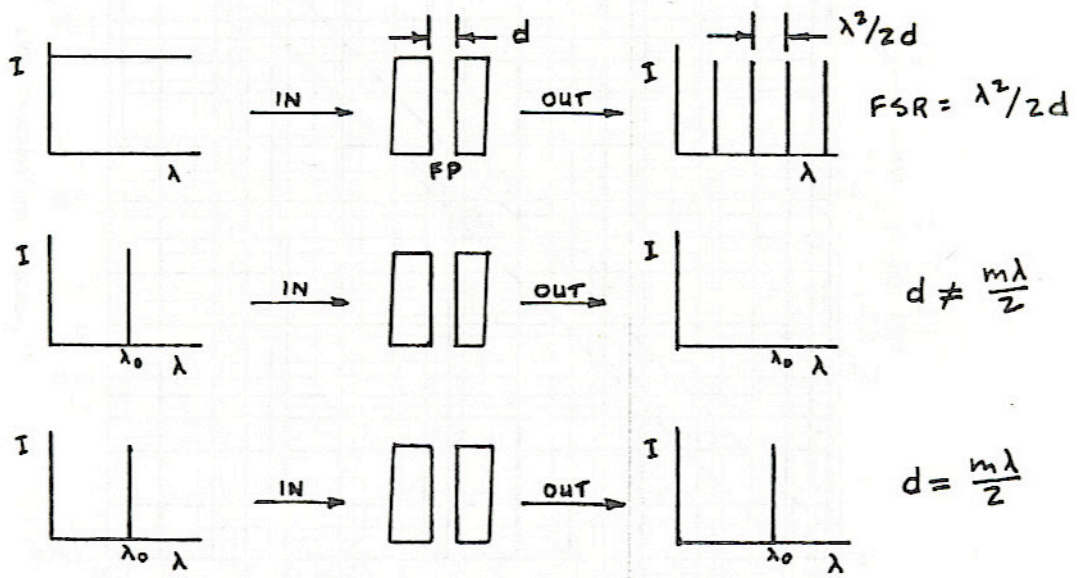 d
λ²/2d
I
IN
OUT
I
FSR = λ²/2d
λ
FP
λ
I
IN
OUT
I
d ≠ mλ/2
λ₀ λ
λ₀ λ
I
IN
OUT
I
d = mλ/2
λ₀ λ
λ₀ λ